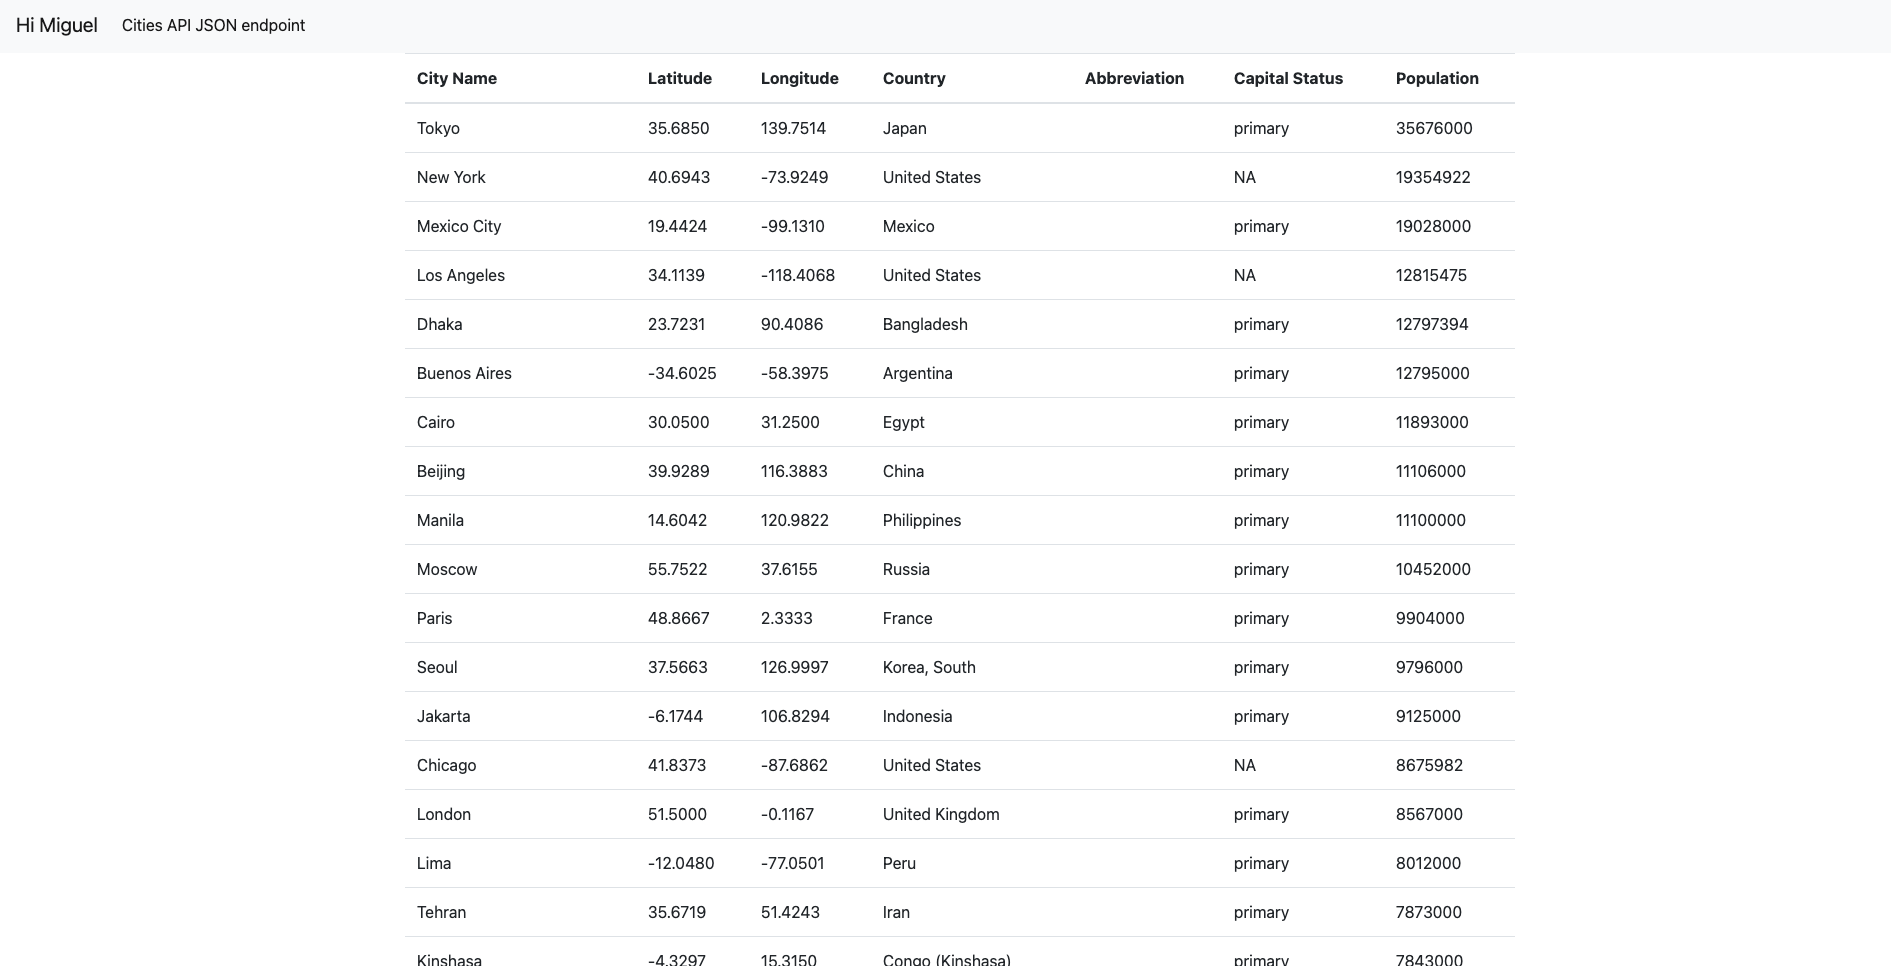 Hi Miguel Cities API JSON endpoint
City Name Latitude Longitude Country Abbreviation Capital Status Population
Tokyo 35.6850 139.7514 Japan primary 35676000
New York 40.6943 -73.9249 United States NA 19354922
Mexico City 19.4424 -99.1310 Mexico primary 19028000
Los Angeles 34.1139 -118.4068 United States NA 12815475
Dhaka 23.7231 90.4086 Bangladesh primary 12797394
Buenos Aires -34.6025 -58.3975 Argentina primary 12795000
Cairo 30.0500 31.2500 Egypt primary 11893000
Beijing 39.9289 116.3883 China primary 11106000
Manila 14.6042 120.9822 Philippines primary 11100000
Moscow 55.7522 37.6155 Russia primary 10452000
Paris 48.8667 2.3333 France primary 9904000
Seoul 37.5663 126.9997 Korea, South primary 9796000
Jakarta -6.1744 106.8294 Indonesia primary 9125000
Chicago 41.8373 -87.6862 United States NA 8675982
London 51.5000 -0.1167 United Kingdom primary 8567000
Lima -12.0480 -77.0501 Peru primary 8012000
Tehran 35.6719 51.4243 Iran primary 7873000
Kinshasa -4.3297 15.3150 Congo (Kinshasa) primary 7843000